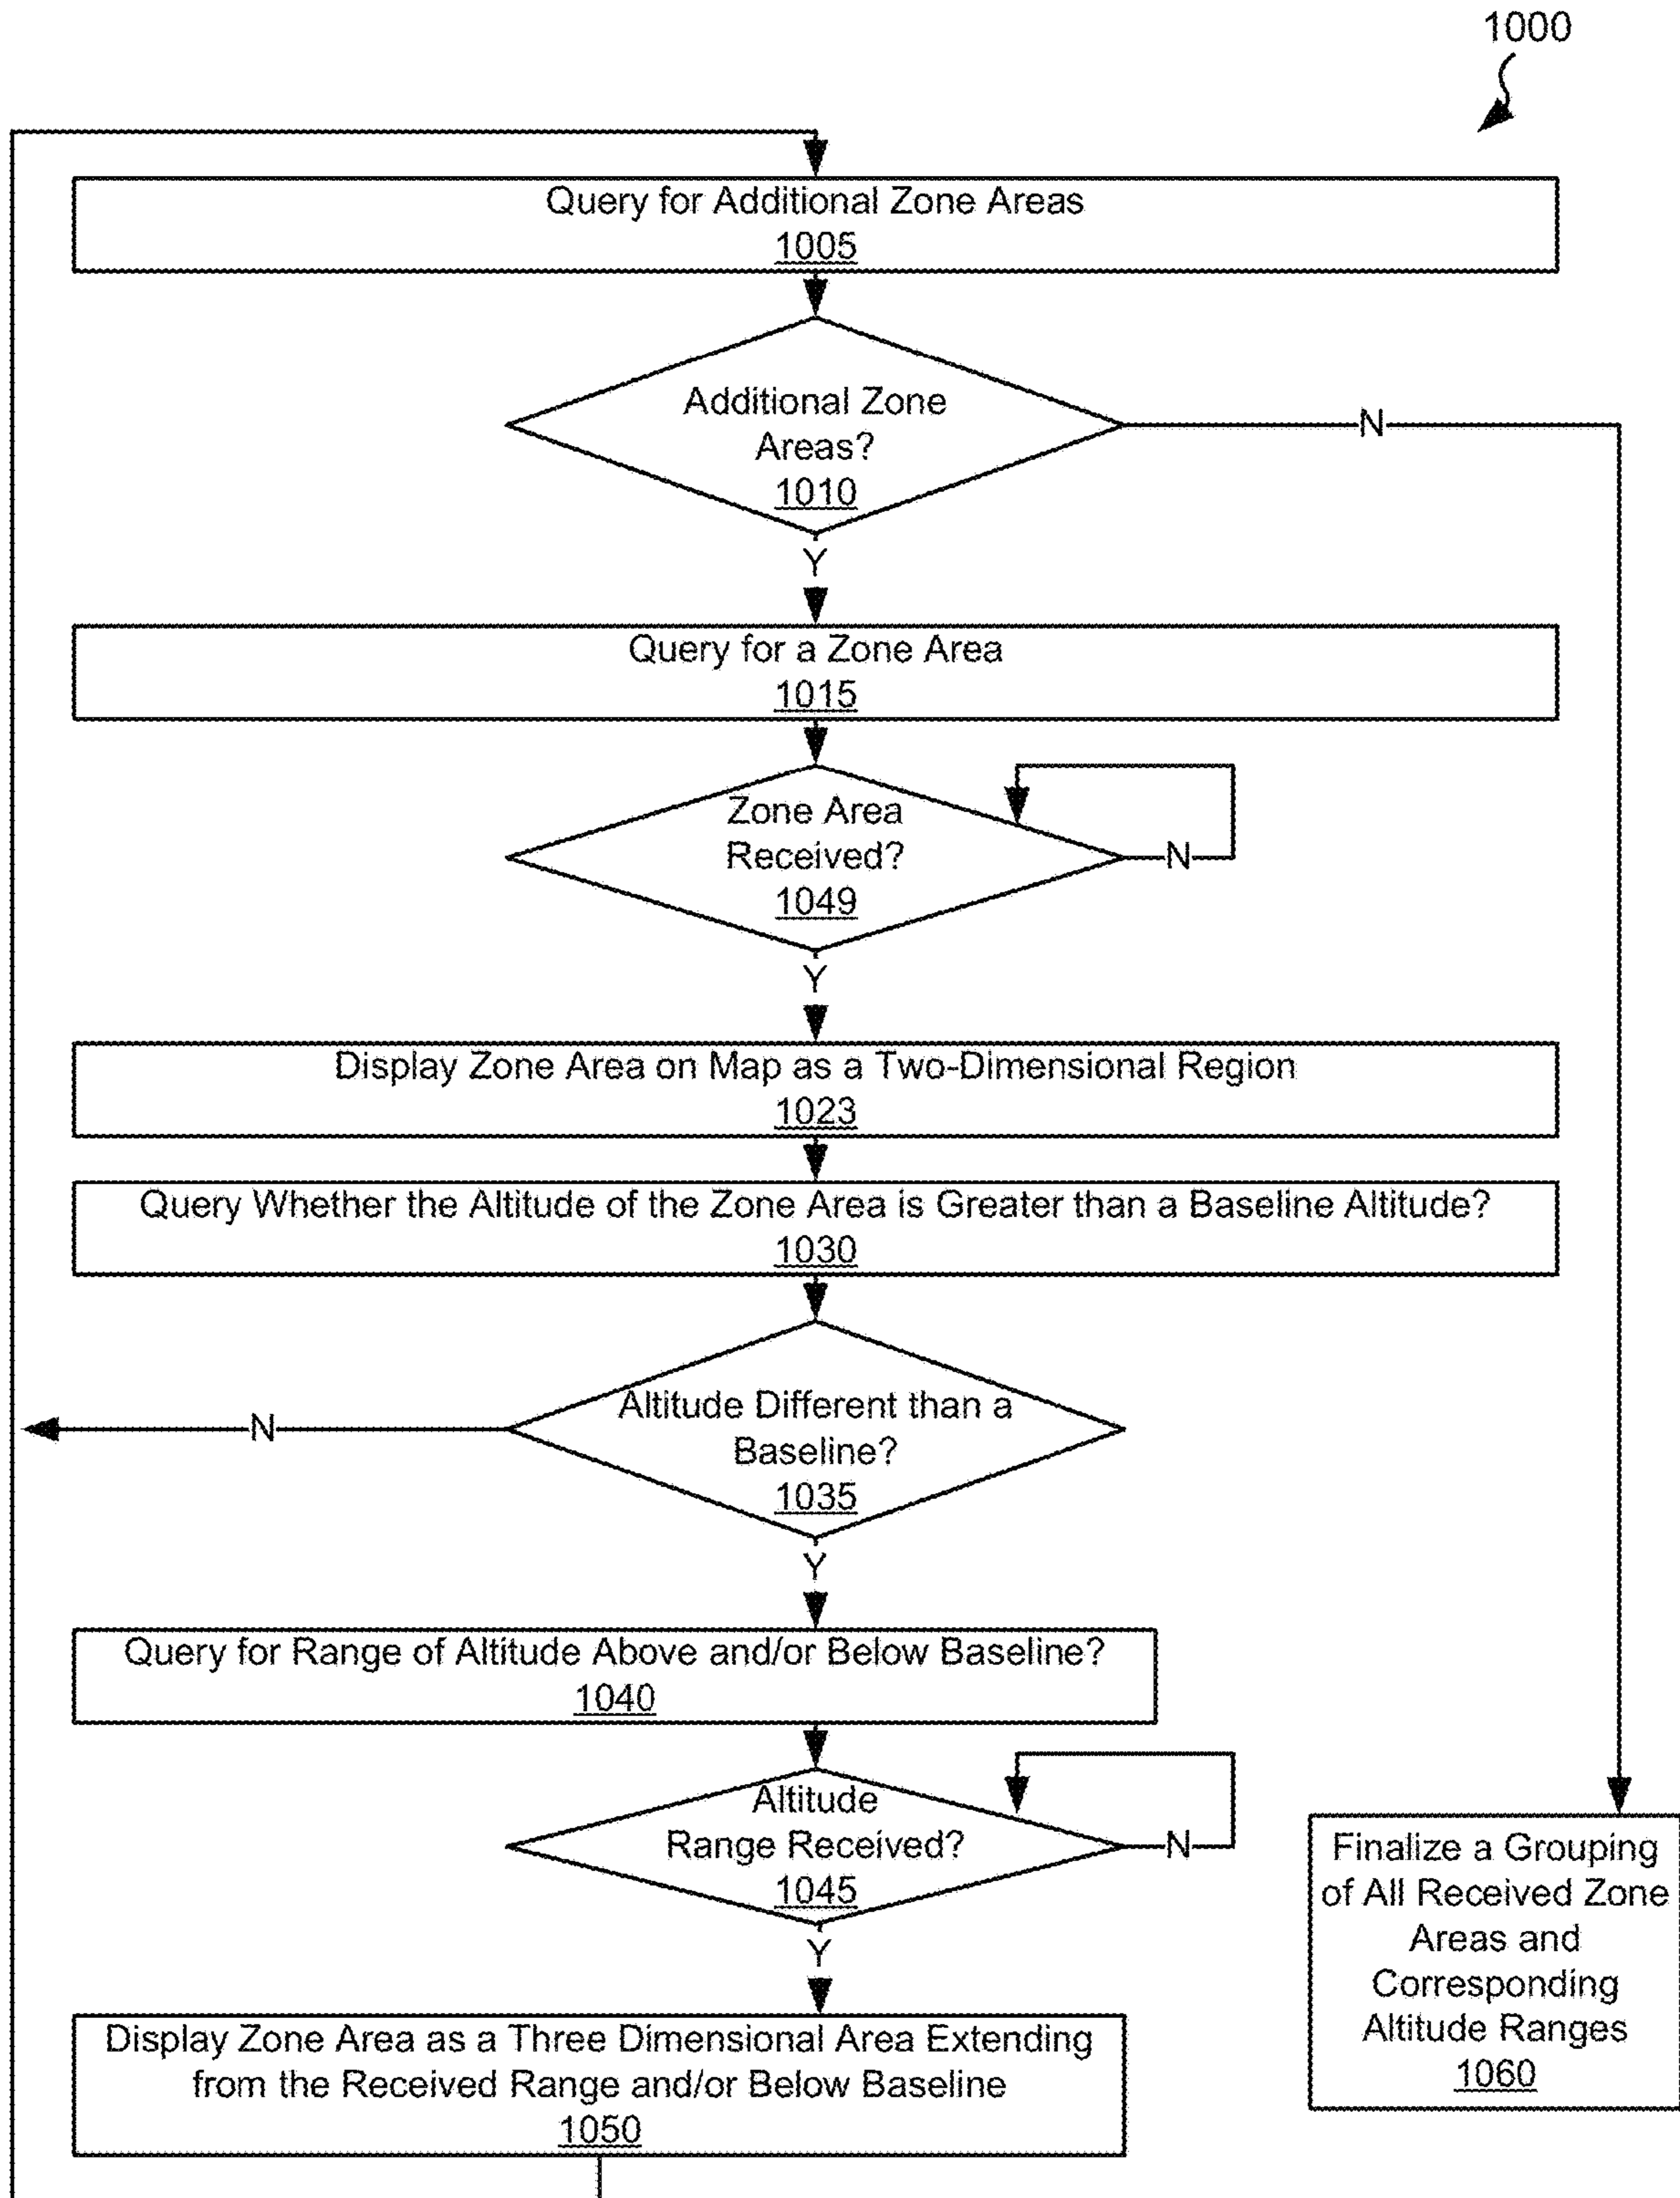 1000
Query for Additional Zone Areas
1005
Additional Zone
Areas?
1010
N
Y
Query for a Zone Area
1015
Zone Area
Received?
1049
N
Y
Display Zone Area on Map as a Two-Dimensional Region
1023
Query Whether the Altitude of the Zone Area is Greater than a Baseline Altitude?
1030
Altitude Different than a
Baseline?
1035
N
Y
Query for Range of Altitude Above and/or Below Baseline?
1040
Altitude
Range Received?
1045
N
Y
Display Zone Area as a Three Dimensional Area Extending
from the Received Range and/or Below Baseline
1050
Finalize a Grouping
of All Received Zone
Areas and
Corresponding
Altitude Ranges
1060